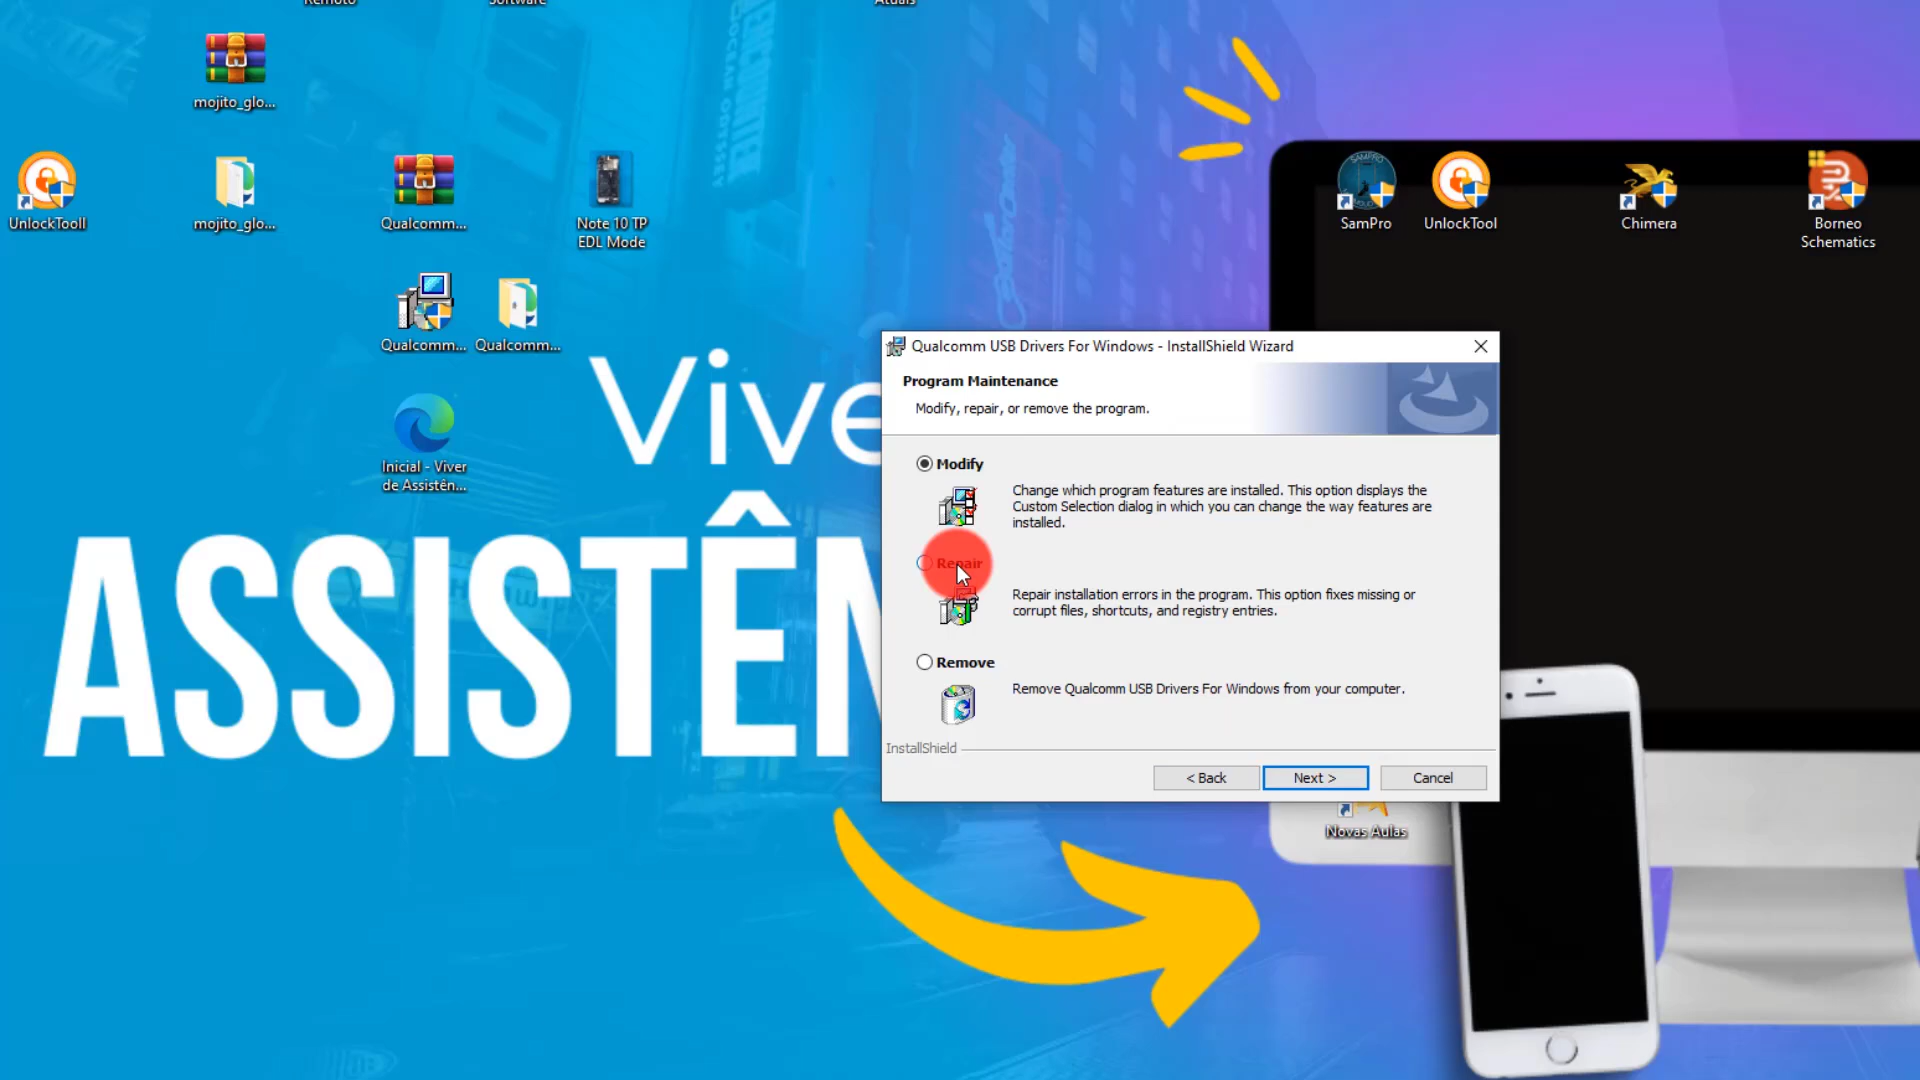 Remoto
Software
Atuais
mojito_glo...
UnlockTooll
mojito_glo...
Qualcomm...
Note 10 TP
EDL Mode
SamPro
UnlockTool
Chimera
Borneo
Schematics
Qualcomm...
Qualcomm...
Inicial - Viver
de Assistên...
Vive
ASSISTÊN
Qualcomm USB Drivers For Windows - InstallShield Wizard
Program Maintenance
Modify, repair, or remove the program.
Modify
Change which program features are installed. This option displays the
Custom Selection dialog in which you can change the way features are
installed.
Repair
Repair installation errors in the program. This option fixes missing or
corrupt files, shortcuts, and registry entries.
Remove
Remove Qualcomm USB Drivers For Windows from your computer.
InstallShield
< Back
Next >
Cancel
Novas Aulas